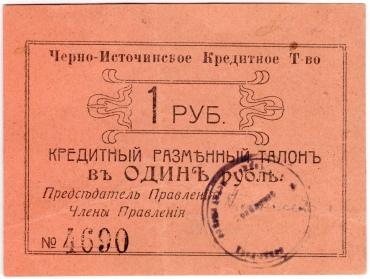 Черно-Источинское Кредитное Т-во
1 РУБ.
КРЕДИТНЫЙ РАЗМѢННЫЙ ТАЛОНЪ
въ ОДИНЪ рубль.
Предсѣдатель Правленія
Члены Правленія
№ 4690